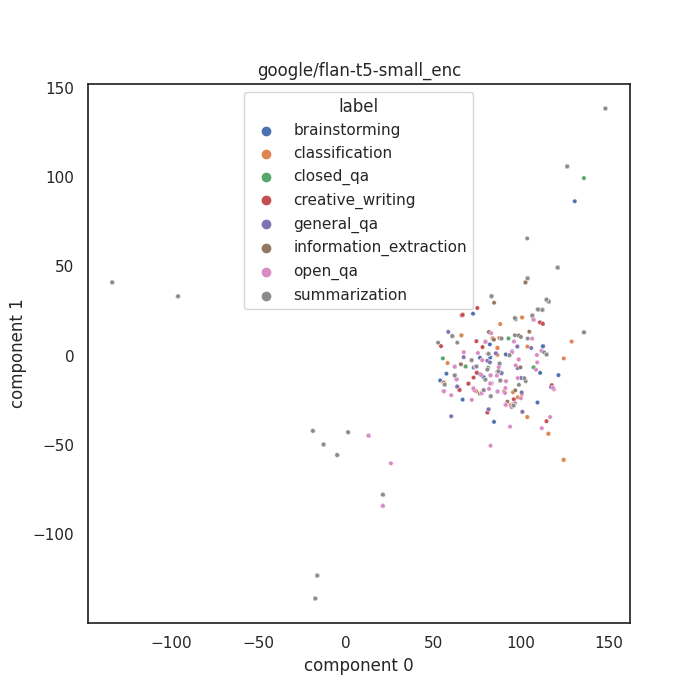 google/flan-t5-small_enc
label
brainstorming
classification
closed_qa
creative_writing
general_qa
information_extraction
open_qa
summarization
150
100
50
0
−50
−100
component 1
−100 −50 0 50 100 150
component 0